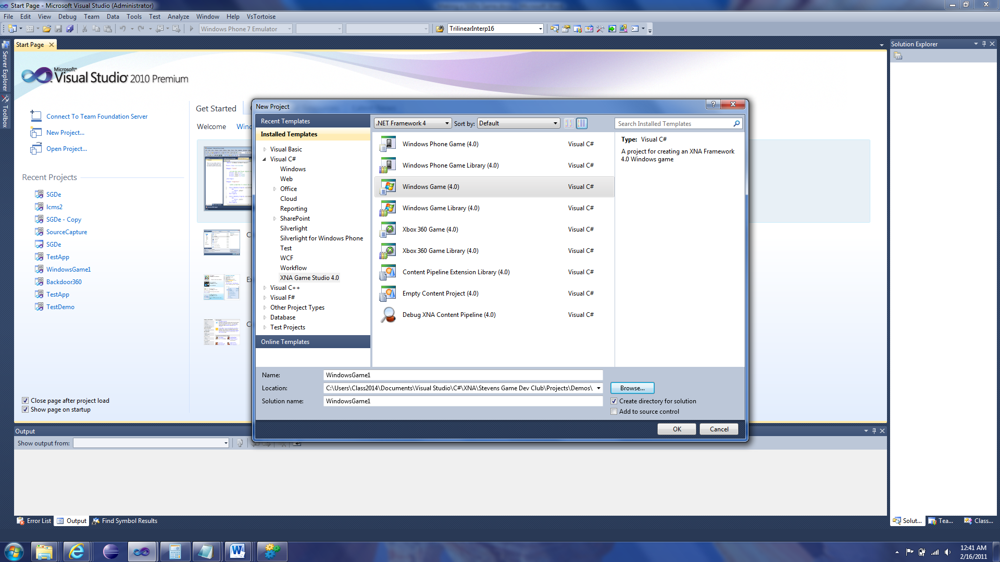 Start Page - Microsoft Visual Studio (Administrator)
File Edit View Debug Team Data Tools Test Analyze Window Help VsTortoise
Windows Phone 7 Emulator
TrilinearInterp16
Server Explorer
Toolbox
Start Page
Microsoft®
Visual Studio® 2010 Premium
Connect To Team Foundation Server
New Project...
Open Project...
Recent Projects
SGDe
Icms2
SGDe - Copy
SourceCapture
SGDe
TestApp
WindowsGame1
Backdoor360
TestApp
TestDemo
Close page after project load
Show page on startup
Get Started
Welcome
New Project
Recent Templates
Installed Templates
Visual Basic
Visual C#
Windows
Web
Office
Cloud
Reporting
SharePoint
Silverlight
Silverlight for Windows Phone
Test
WCF
Workflow
XNA Game Studio 4.0
Visual C++
Visual F#
Other Project Types
Database
Test Projects
Online Templates
.NET Framework 4 Sort by: Default
Search Installed Templates
Windows Phone Game (4.0) Visual C#
Windows Phone Game Library (4.0) Visual C#
Windows Game (4.0) Visual C#
Windows Game Library (4.0) Visual C#
Xbox 360 Game (4.0) Visual C#
Xbox 360 Game Library (4.0) Visual C#
Content Pipeline Extension Library (4.0) Visual C#
Empty Content Project (4.0) Visual C#
Debug XNA Content Pipeline (4.0) Visual C#
Type: Visual C#
A project for creating an XNA Framework
4.0 Windows game
Name: WindowsGame1
Location: C:\Users\Class2014\Documents\Visual Studio\C#\XNA\Stevens Game Dev Club\Projects\Demos\
Browse...
Solution name: WindowsGame1
Create directory for solution
Add to source control
OK Cancel
Solution Explorer
Output
Show output from:
Error List Output Find Symbol Results
Solut... Tea... Class...
12:41 AM
2/16/2011